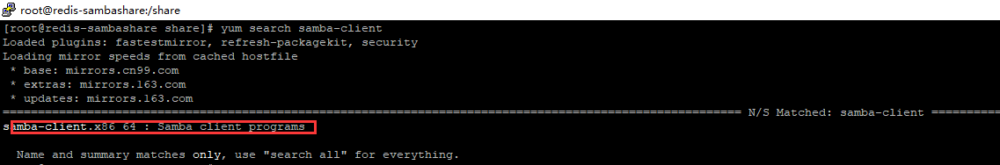 root@redis-sambashare:/share
[root@redis-sambashare share]# yum search samba-client
Loaded plugins: fastestmirror, refresh-packagekit, security
Loading mirror speeds from cached hostfile
 * base: mirrors.cn99.com
 * extras: mirrors.163.com
 * updates: mirrors.163.com
================================================================================================================ N/S Matched: samba-client ===========
samba-client.x86_64 : Samba client programs
  Name and summary matches only, use "search all" for everything.